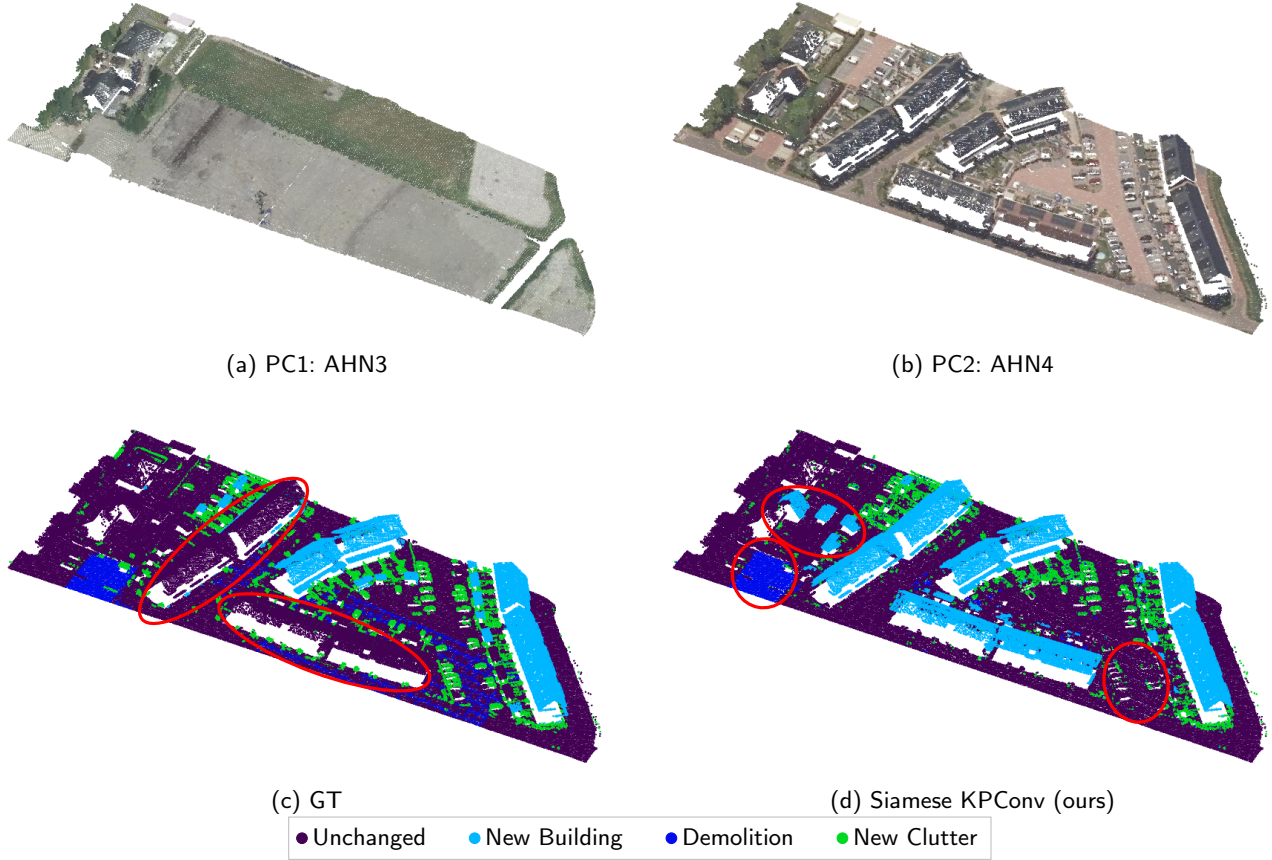 (a) PC1: AHN3
(b) PC2: AHN4
(c) GT
(d) Siamese KPConv (ours)
Unchanged New Building Demolition New Clutter